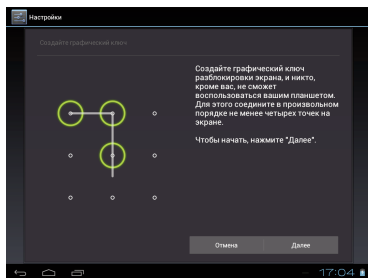 Настройки
Создайте графический ключ
Создайте графический ключ
разблокировки экрана, и никто,
кроме вас, не сможет
воспользоваться вашим планшетом.
Для этого соедините в произвольном
порядке не менее четырех точек на
экране.
Чтобы начать, нажмите "Далее".
Отмена
Далее
17:04